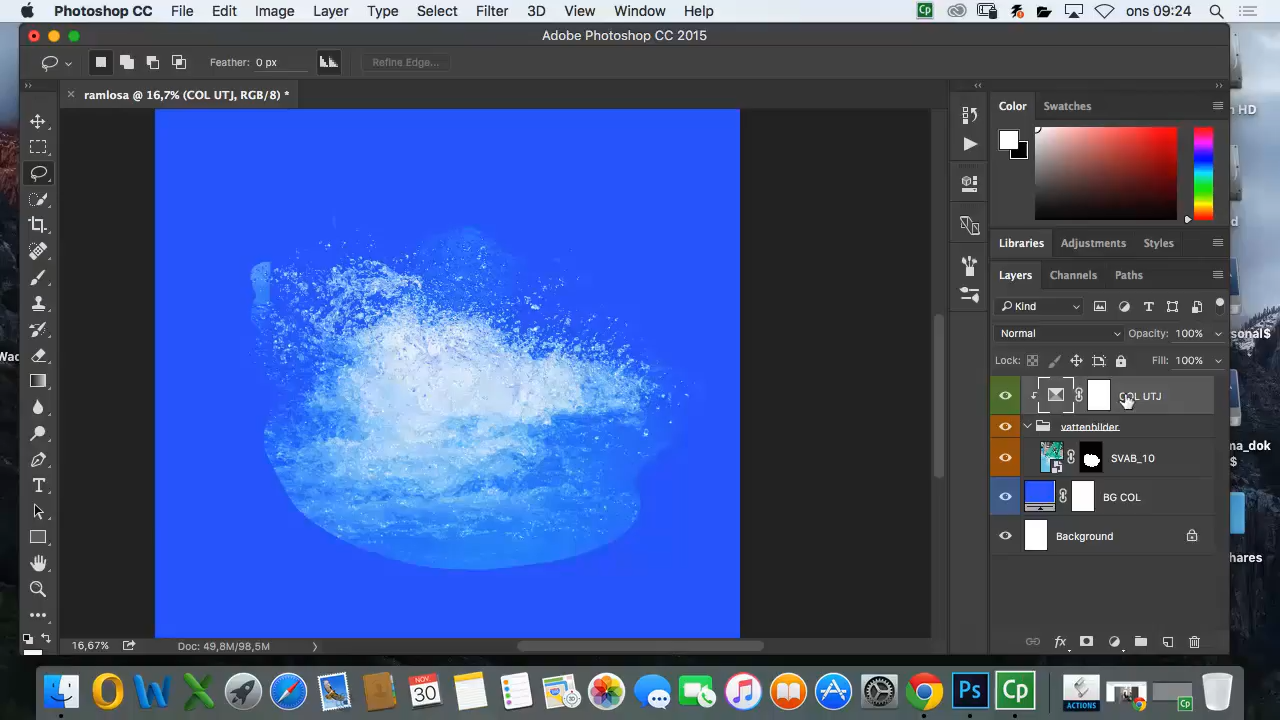 Photoshop CC File Edit Image Layer Type Select Filter 3D View Window Help ons 09:24
Adobe Photoshop CC 2015
Feather: 0 px Refine Edge...
ramlosa @ 16,7% (COL UTJ, RGB/8) *
Color Swatches
Libraries Adjustments Styles
Layers Channels Paths
Kind
Normal Opacity: 100%
Lock: Fill: 100%
COL UTJ
vattenbilder
SVAB_10
BG COL
Background
16,67% Doc: 49,8M/98,5M
NOV
30
ACTIONS
Ps
Cp